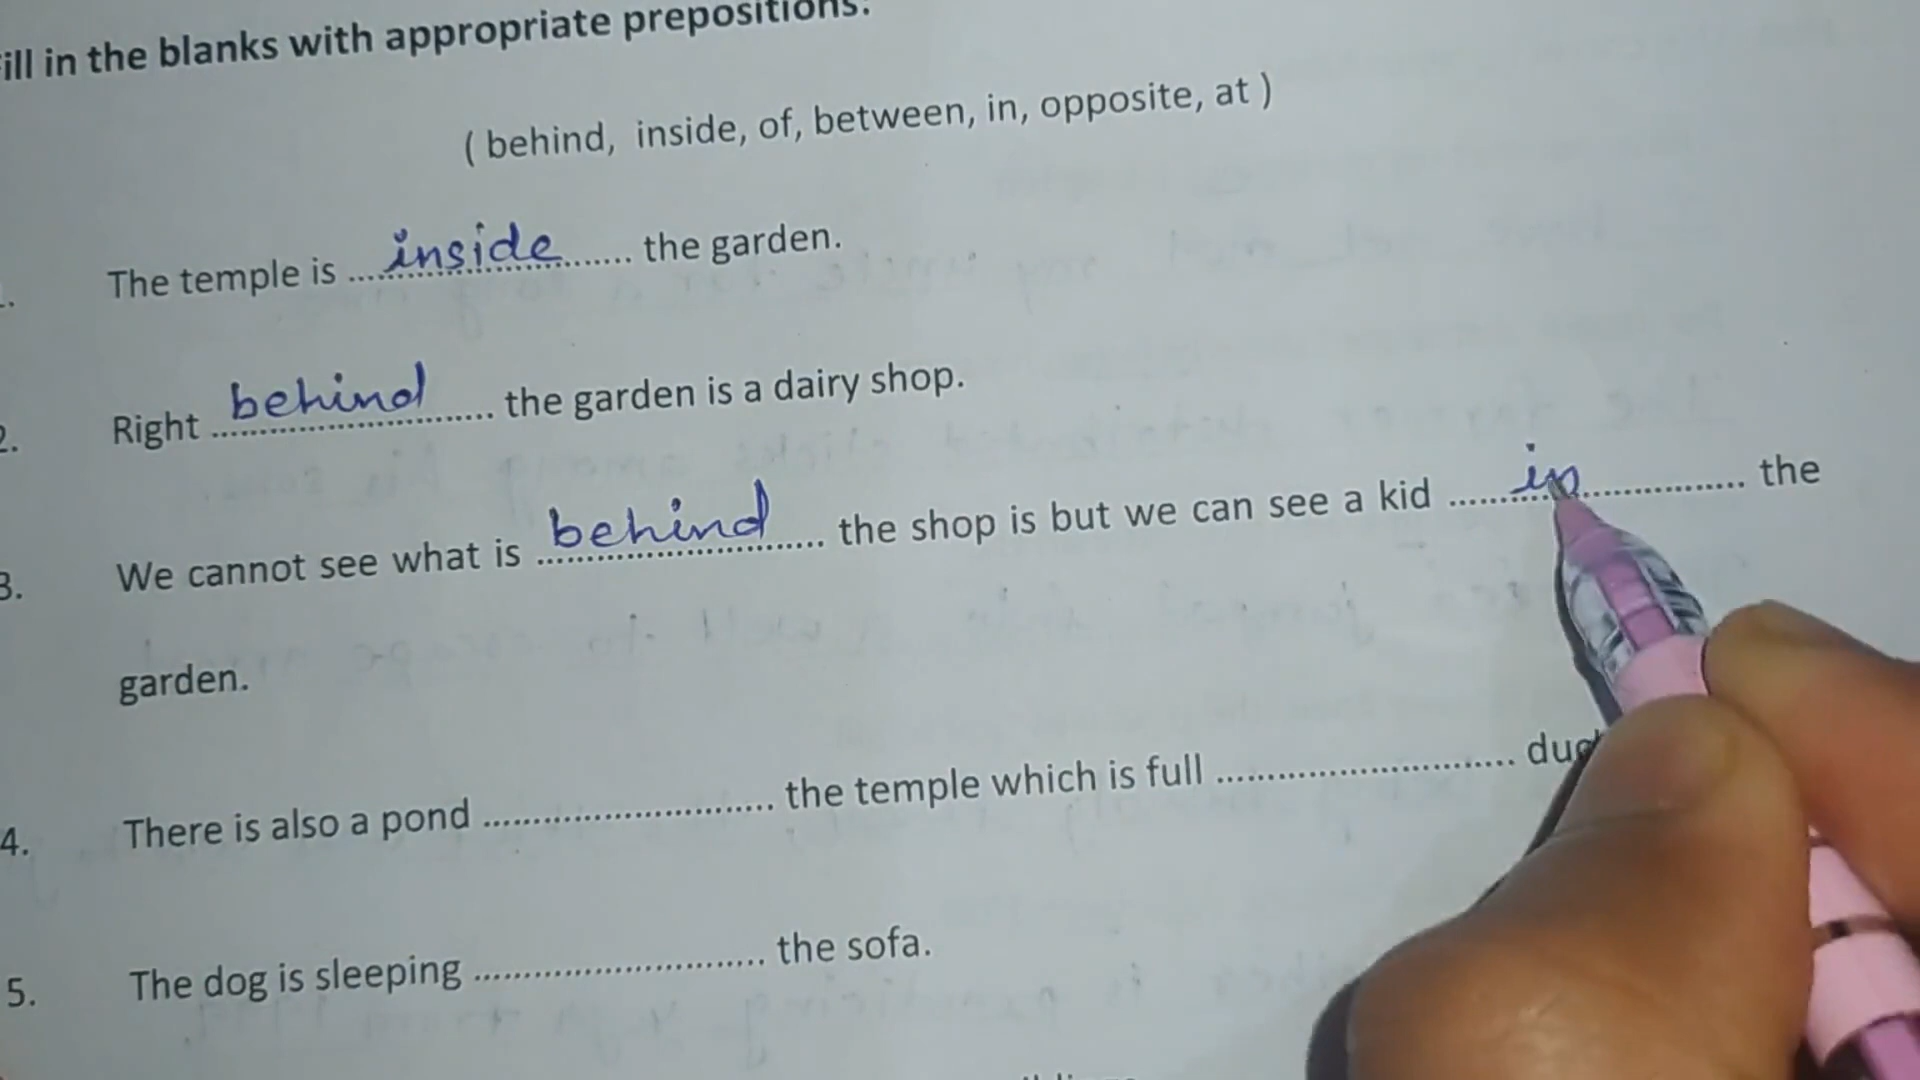 ill in the blanks with appropriate prepositions.
( behind, inside, of, between, in, opposite, at )
The temple is ...inside... the garden.
2. Right behind the garden is a dairy shop.
3. We cannot see what is behind the shop is but we can see a kid in the
garden.
4. There is also a pond ........................... the temple which is full ........................... duc
5. The dog is sleeping ........................... the sofa.